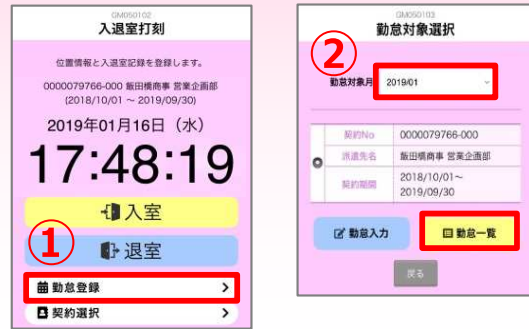 GM050102
入退室打刻
位置情報と入退室記録を登録します。
0000079766-000 飯田橋商事 営業企画部
(2018/10/01 ～ 2019/09/30)
2019年01月16日（水）
17:48:19
入室
①
退室
勤怠登録
契約選択
GM050103
勤怠対象選択
②
勤怠対象月 2019/01
契約No 0000079766-000
派遣先名 飯田橋商事 営業企画部
契約期間 2018/10/01～
2019/09/30
勤怠入力 勤怠一覧
戻る